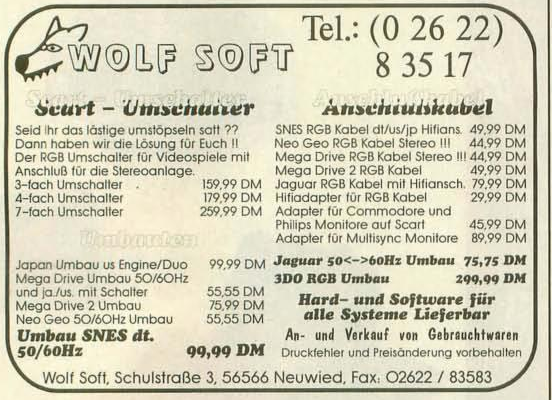 WOLF SOFT
Tel.: (0 26 22)
8 35 17
Scart - Umschalter
Seid Ihr das lästige umstöpseln satt ??
Dann haben wir die Lösung für Euch !!
Der RGB Umschalter für Videospiele mit
Anschluß für die Stereoanlage.
3-fach Umschalter 159,99 DM
4-fach Umschalter 179,99 DM
7-fach Umschalter 259,99 DM
Umbauten
Japan Umbau us Engine/Duo 99,99 DM
Mega Drive Umbau 50/60Hz
und ja./us. mit Schalter 55,55 DM
Mega Drive 2 Umbau 75,99 DM
Neo Geo 50/60Hz Umbau 55,55 DM
Umbau SNES dt.
50/60Hz 99,99 DM
Anschlußkabel
SNES RGB Kabel dt/us/jp Hifians. 49,99 DM
Neo Geo RGB Kabel Stereo !!! 44,99 DM
Mega Drive RGB Kabel Stereo !!! 44,99 DM
Mega Drive 2 RGB Kabel 49,99 DM
Jaguar RGB Kabel mit Hifiansch. 79,99 DM
Hifiadapter für RGB Kabel 29,99 DM
Adapter für Commodore und
Philips Monitore auf Scart 45,99 DM
Adapter für Multisync Monitore 89,99 DM
Jaguar 50<->60Hz Umbau 75,75 DM
3DO RGB Umbau 299,99 DM
Hard- und Software für
alle Systeme Lieferbar
An- und Verkauf von Gebrauchtwaren
Druckfehler und Preisänderung vorbehalten
Wolf Soft, Schulstraße 3, 56566 Neuwied, Fax: 02622 / 83583